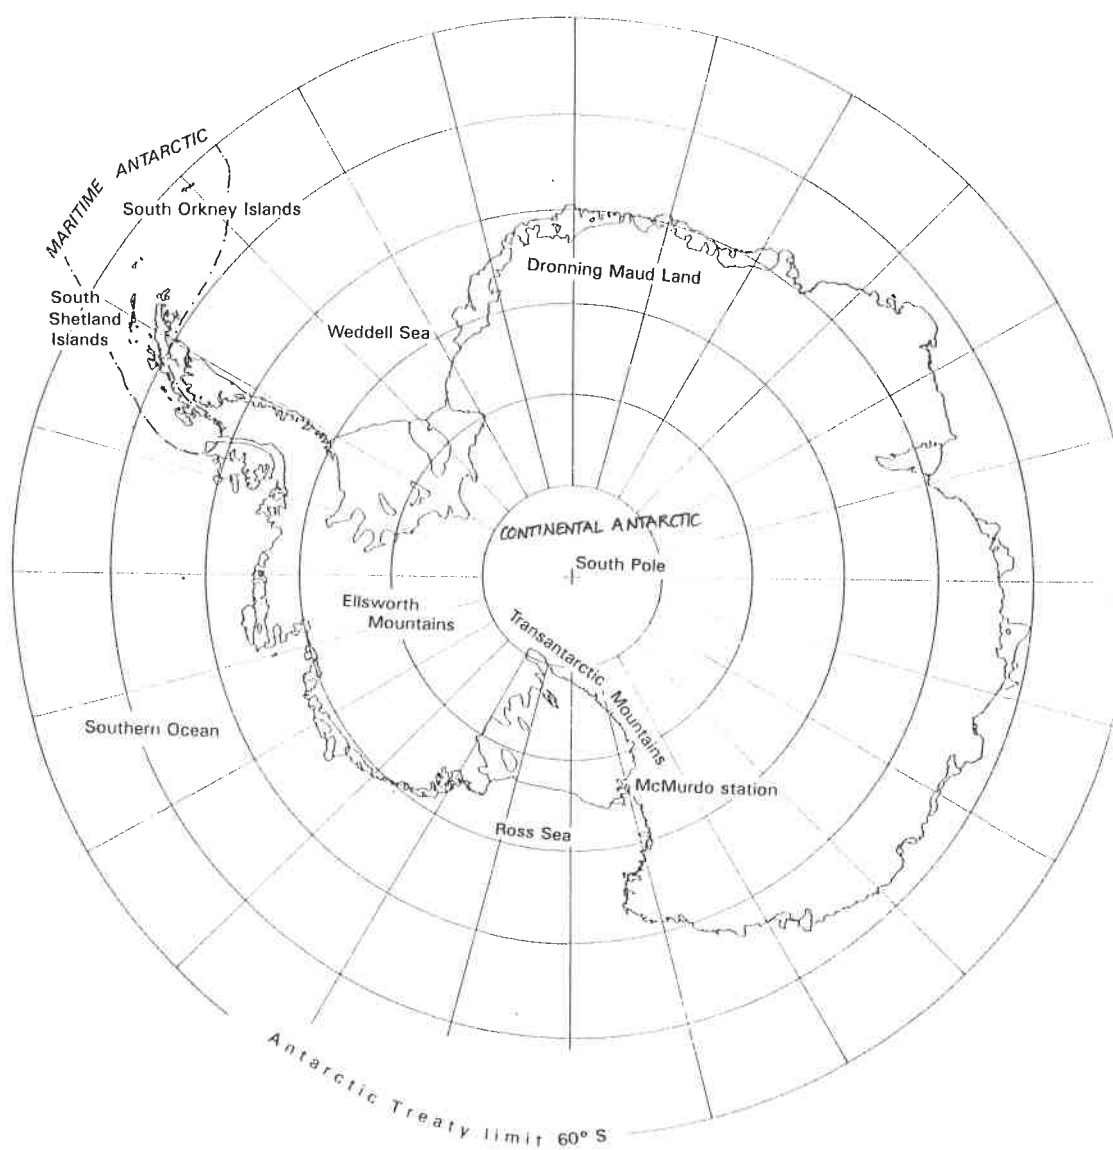 MARITIME ANTARCTIC
South Orkney Islands
South
Shetland
Islands
Weddell Sea
Dronning Maud Land
CONTINENTAL ANTARCTIC
South Pole
Ellsworth
Mountains
Transantarctic Mountains
Southern Ocean
McMurdo station
Ross Sea
Antarctic Treaty limit 60° S